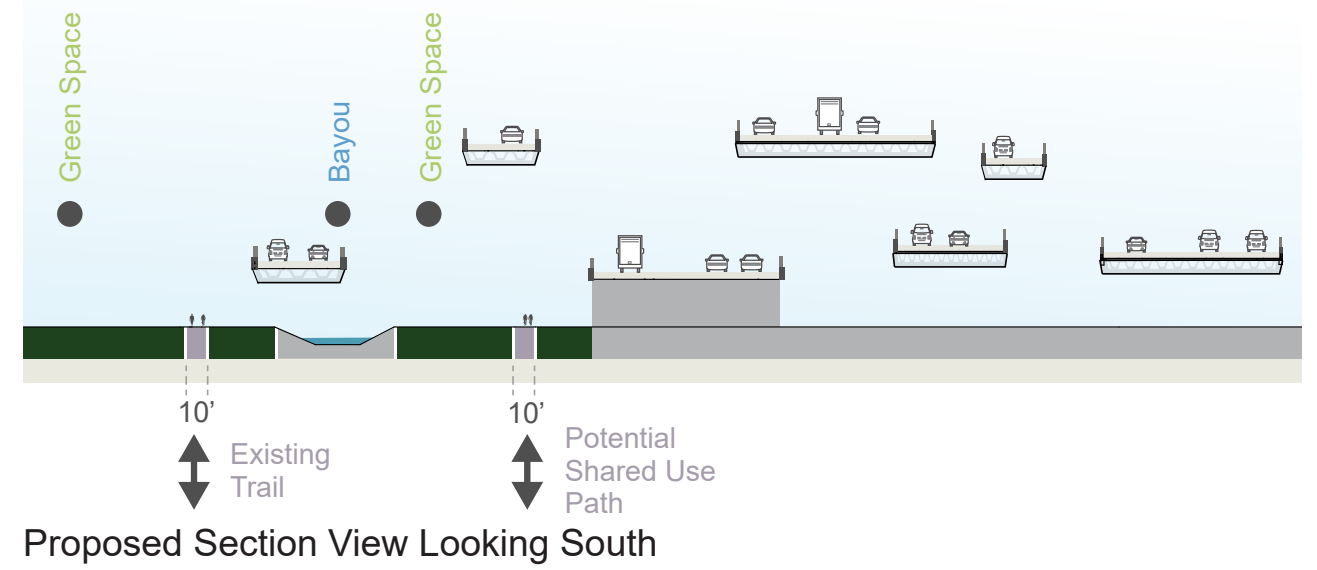 Green Space
Bayou
Green Space
10’
10’
Existing
Trail
Potential
Shared Use
Path
Proposed Section View Looking South